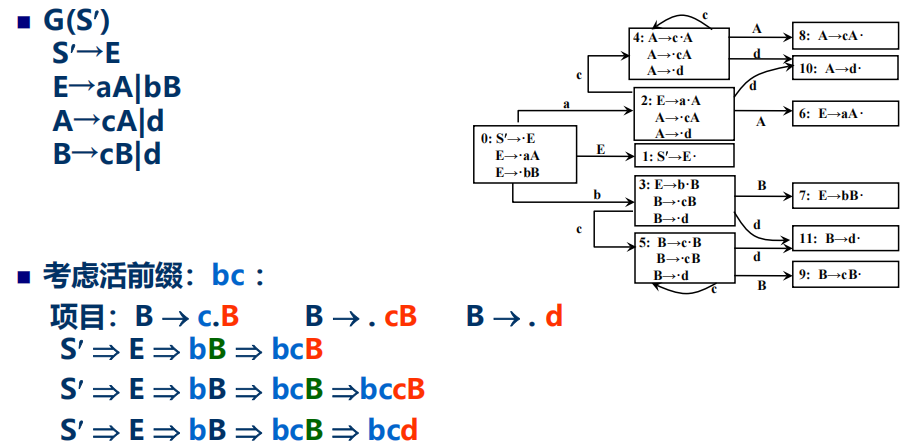 ■ G(S′)
S′→E
E→aA|bB
A→cA|d
B→cB|d
c
4: A→c·A
A→·cA
A→·d
A
8: A→cA·
d
10: A→d·
c
d
a
2: E→a·A
A→·cA
A→·d
A
6: E→aA·
0: S′→·E
E→·aA
E→·bB
E
1: S′→E·
b
3: E→b·B
B→·cB
B→·d
B
7: E→bB·
c
d
11: B→d·
5: B→c·B
B→·cB
B→·d
d
B
9: B→cB·
c
■ 考虑活前缀：bc：
项目：B → c.B B → . cB B → . d
S′ ⇒ E ⇒ bB ⇒ bcB
S′ ⇒ E ⇒ bB ⇒ bcB ⇒bccB
S′ ⇒ E ⇒ bB ⇒ bcB ⇒ bcd